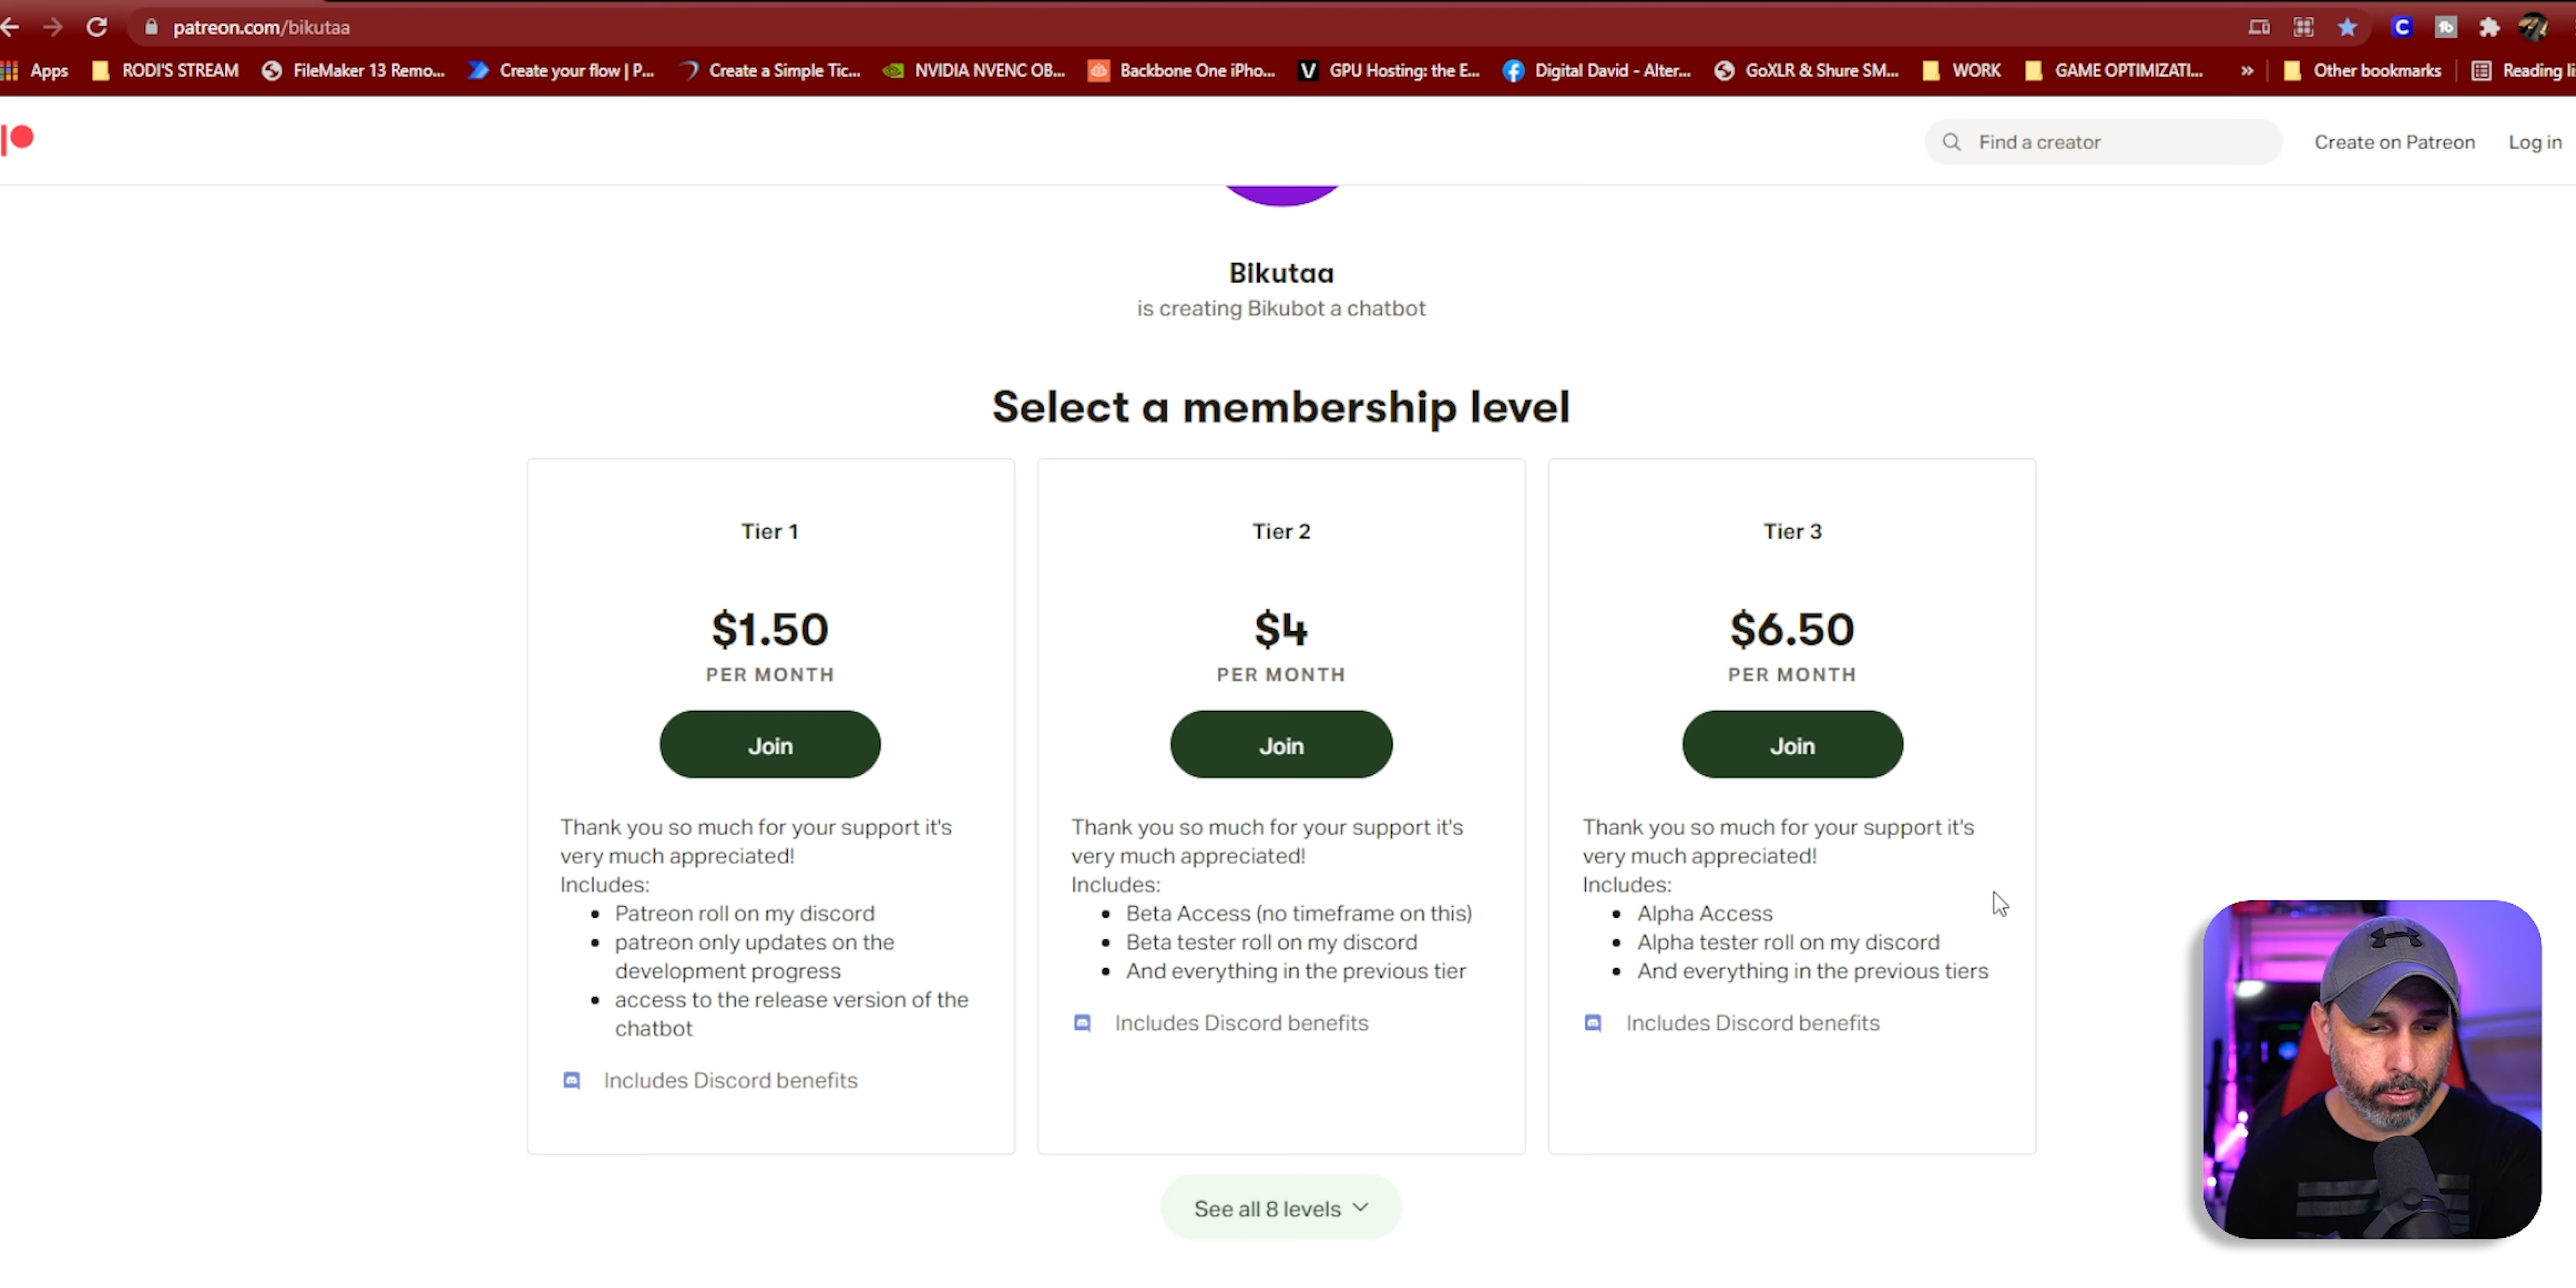 patreon.com/bikutaa
Apps RODI'S STREAM FileMaker 13 Remo... Create your flow | P... Create a Simple Tic... NVIDIA NVENC OB... Backbone One iPho... GPU Hosting: the E... Digital David - Alter... GoXLR & Shure SM... WORK GAME OPTIMIZATI... » Other bookmarks Reading li
Find a creator Create on Patreon Log in
Bikutaa
is creating Bikubot a chatbot
Select a membership level
Tier 1
$1.50
PER MONTH
Join
Thank you so much for your support it's
very much appreciated!
Includes:
• Patreon roll on my discord
• patreon only updates on the
development progress
• access to the release version of the
chatbot
Includes Discord benefits
Tier 2
$4
PER MONTH
Join
Thank you so much for your support it's
very much appreciated!
Includes:
• Beta Access (no timeframe on this)
• Beta tester roll on my discord
• And everything in the previous tier
Includes Discord benefits
Tier 3
$6.50
PER MONTH
Join
Thank you so much for your support it's
very much appreciated!
Includes:
• Alpha Access
• Alpha tester roll on my discord
• And everything in the previous tiers
Includes Discord benefits
See all 8 levels